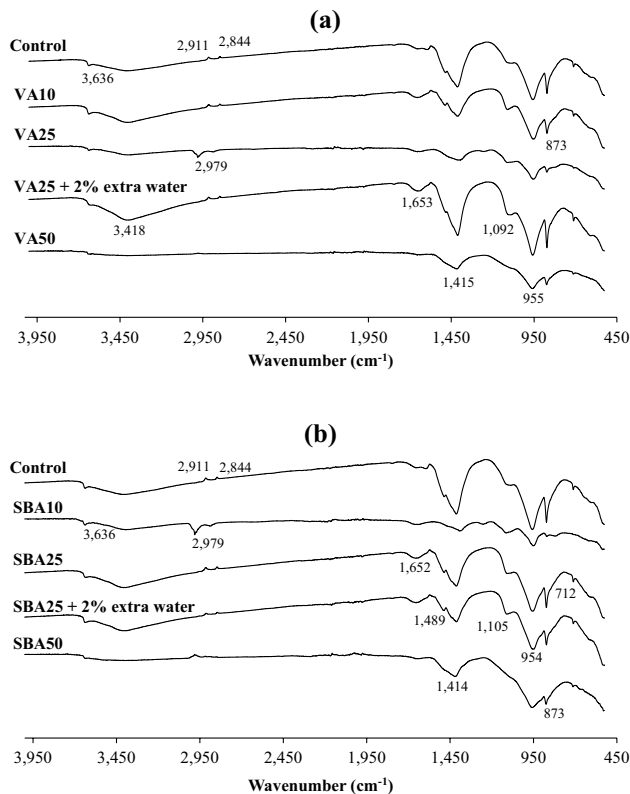 (a)
Control
2,911 2,844
3,636
VA10
VA25
873
2,979
VA25 + 2% extra water
1,653
3,418
1,092
VA50
1,415
955
3,950 3,450 2,950 2,450 1,950 1,450 950 450
Wavenumber (cm-1)
(b)
Control
2,911 2,844
SBA10
3,636
2,979
SBA25
1,652
712
SBA25 + 2% extra water
1,489
1,105
SBA50
954
1,414
873
3,950 3,450 2,950 2,450 1,950 1,450 950 450
Wavenumber (cm-1)